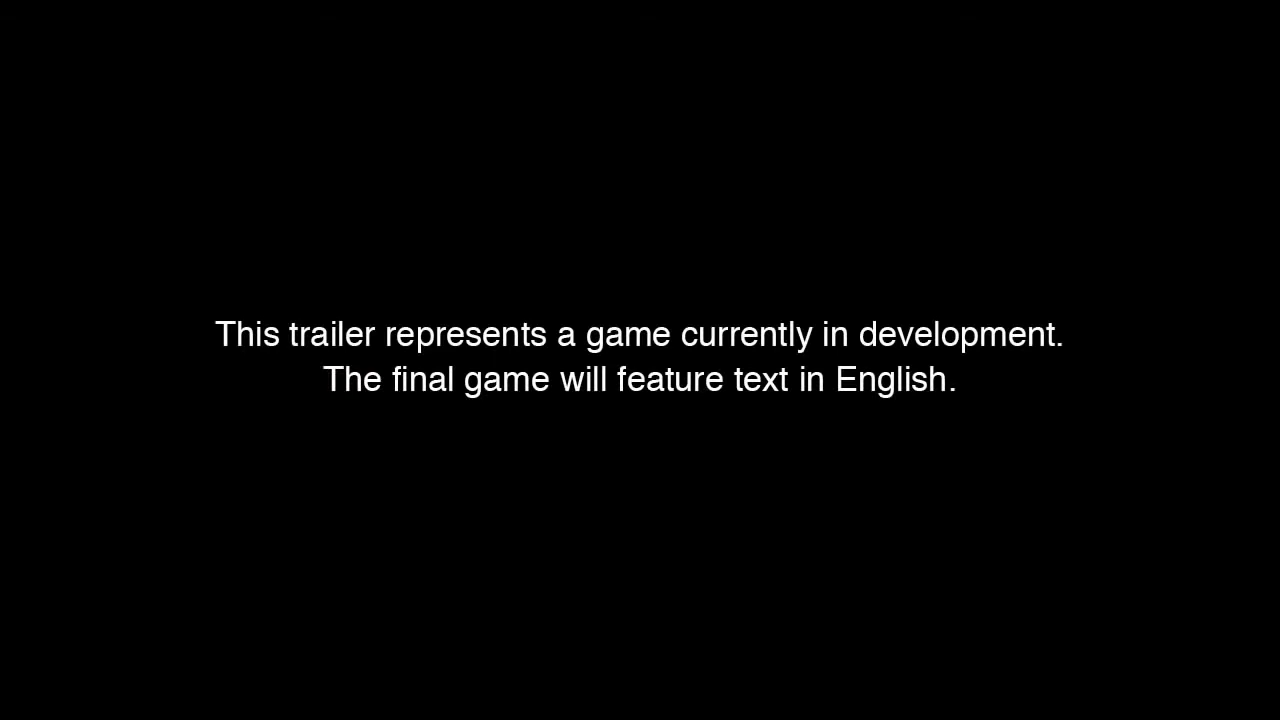 This trailer represents a game currently in development.
The final game will feature text in English.